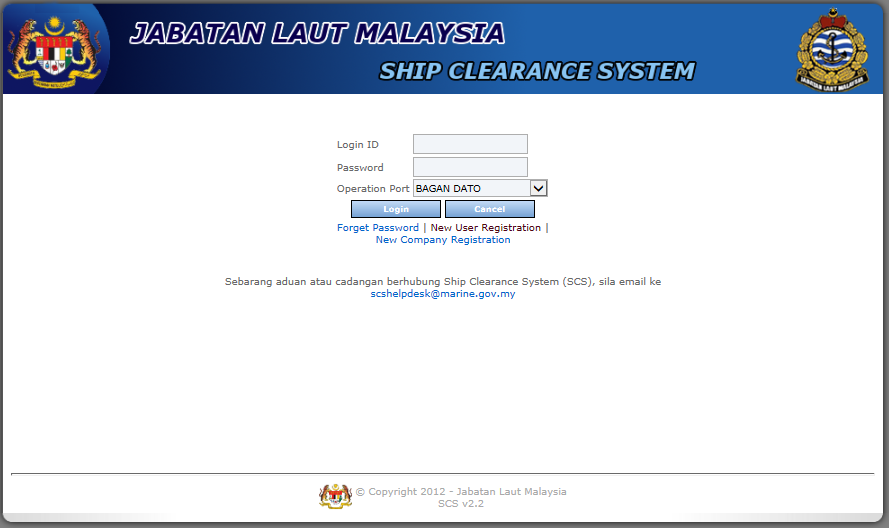 JABATAN LAUT MALAYSIA
SHIP CLEARANCE SYSTEM
Login ID
Password
Operation Port BAGAN DATO
Login Cancel
Forget Password | New User Registration |
New Company Registration
Sebarang aduan atau cadangan berhubung Ship Clearance System (SCS), sila email ke
scshelpdesk@marine.gov.my
© Copyright 2012 - Jabatan Laut Malaysia
SCS v2.2